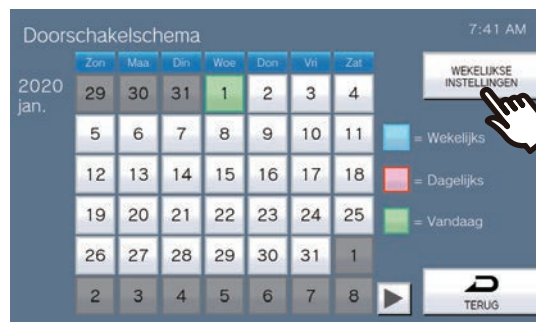 Doorschakelschema
7:41 AM
Zon Maa Din Woe Don Vri Zat
2020
jan.
29 30 31 1 2 3 4
5 6 7 8 9 10 11
12 13 14 15 16 17 18
19 20 21 22 23 24 25
26 27 28 29 30 31 1
2 3 4 5 6 7 8
WEKELIJKSE
INSTELLINGEN
= Wekelijks
= Dagelijks
= Vandaag
TERUG